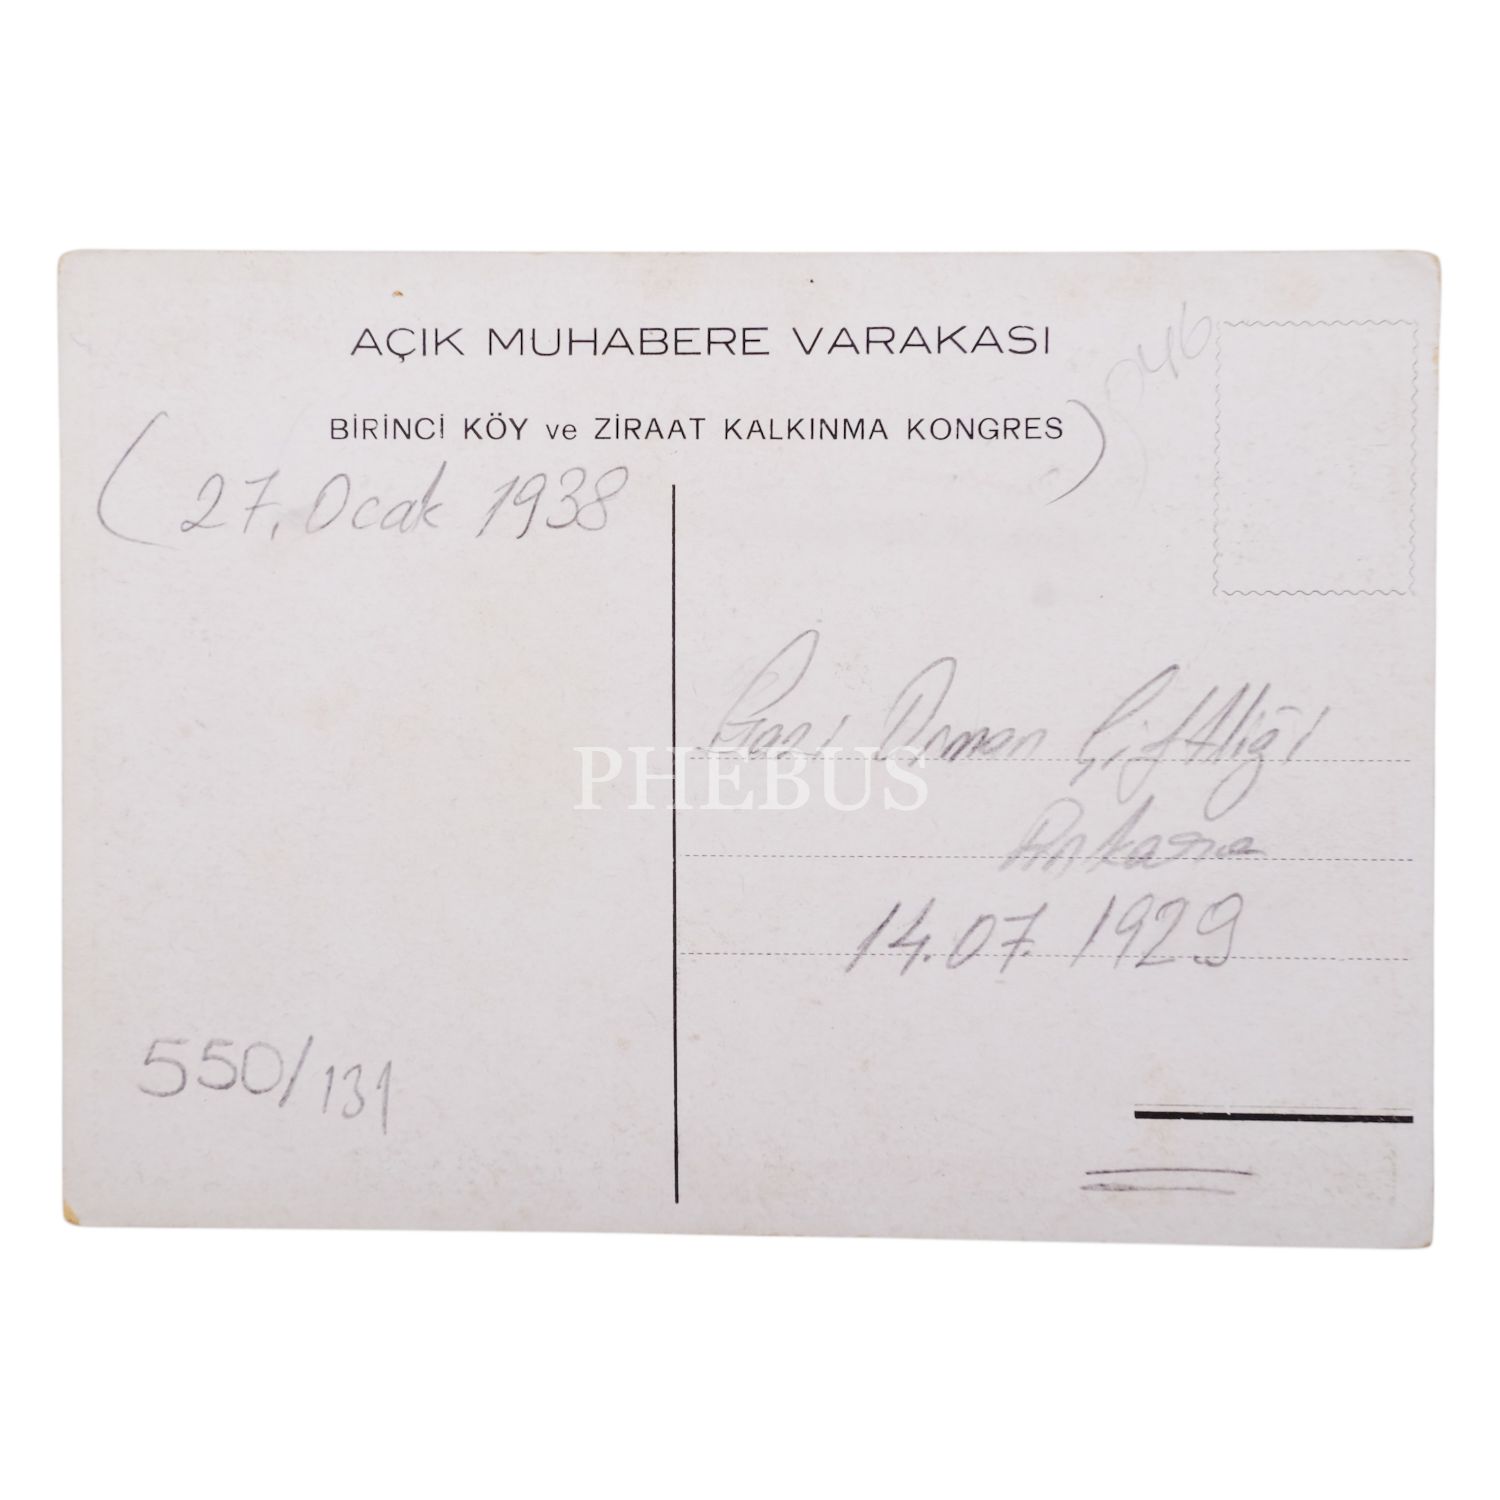 AÇIK MUHABERE VARAKASI
BİRİNCİ KÖY ve ZİRAAT KALKINMA KONGRES
27. Ocak 1938
Gazi Orman Çiftliği
PHEBUS
Ankara
14.07.1929
550/131